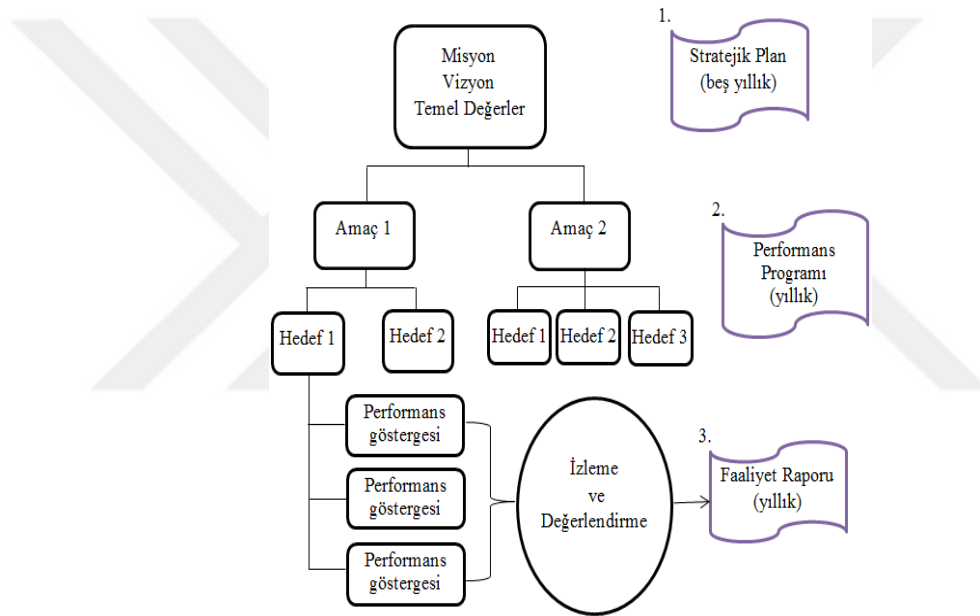 Misyon
Vizyon
Temel Değerler
1.
Stratejik Plan
(beş yıllık)
Amaç 1
Amaç 2
2.
Performans
Programı
(yıllık)
Hedef 1
Hedef 2
Hedef 1
Hedef 2
Hedef 3
Performans
göstergesi
Performans
göstergesi
Performans
göstergesi
İzleme
ve
Değerlendirme
3.
Faaliyet Raporu
(yıllık)